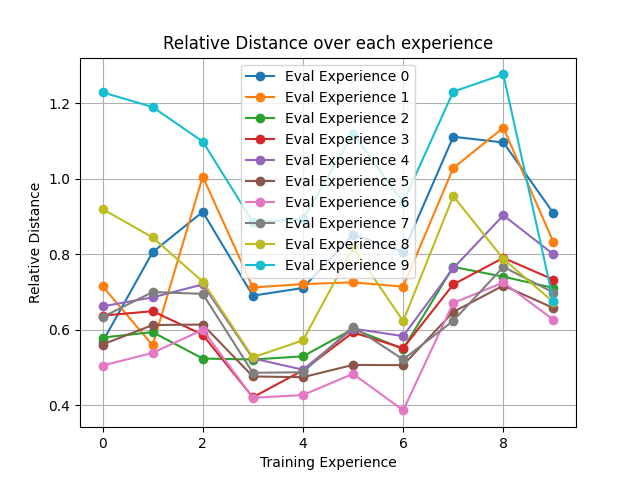 Relative Distance over each experience
Eval Experience 0
Eval Experience 1
Eval Experience 2
Eval Experience 3
Eval Experience 4
Eval Experience 5
Eval Experience 6
Eval Experience 7
Eval Experience 8
Eval Experience 9
Relative Distance
1.2
1.0
0.8
0.6
0.4
0
2
4
6
8
Training Experience